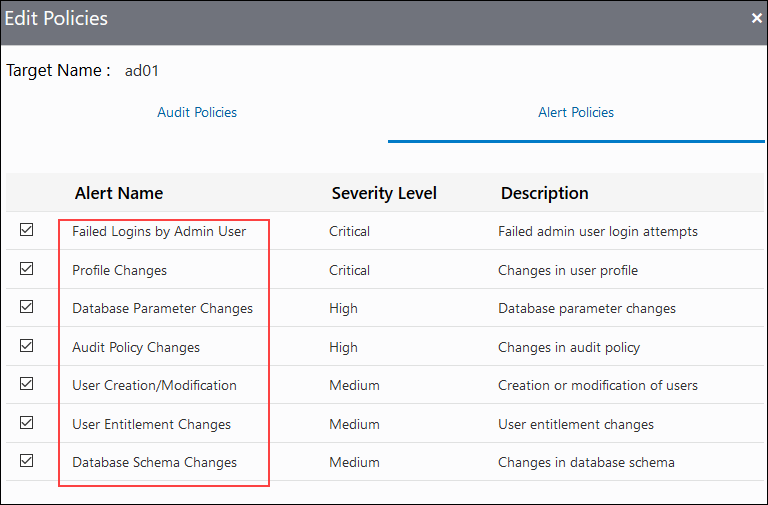 Edit Policies ×
Target Name : ad01
Audit Policies Alert Policies
Alert Name Severity Level Description
Failed Logins by Admin User Critical Failed admin user login attempts
Profile Changes Critical Changes in user profile
Database Parameter Changes High Database parameter changes
Audit Policy Changes High Changes in audit policy
User Creation/Modification Medium Creation or modification of users
User Entitlement Changes Medium User entitlement changes
Database Schema Changes Medium Changes in database schema